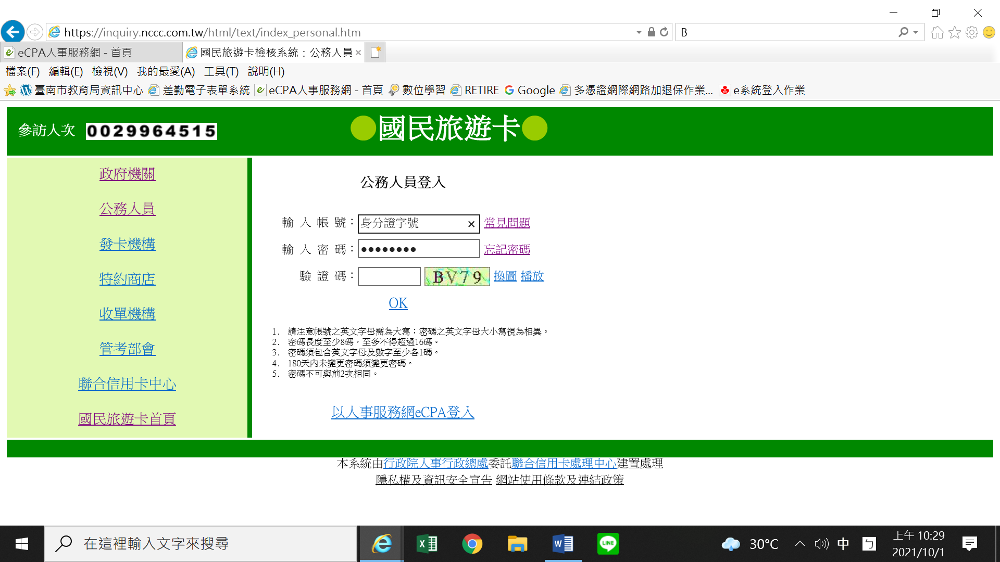 https://inquiry.nccc.com.tw/html/text/index_personal.htm
B
eCPA人事服務網 - 首頁
國民旅遊卡檢核系統：公務人員
檔案(F) 編輯(E) 檢視(V) 我的最愛(A) 工具(T) 說明(H)
臺南市教育局資訊中心 差勤電子表單系統 eCPA人事服務網 - 首頁 數位學習 RETIRE Google 多憑證網際網路加退保作業... e系統登入作業
參訪人次 0029964515
國民旅遊卡
政府機關
公務人員
發卡機構
特約商店
收單機構
管考部會
聯合信用卡中心
國民旅遊卡首頁
公務人員登入
輸 入 帳 號：身分證字號 常見問題
輸 入 密 碼：●●●●●●●● 忘記密碼
驗 證 碼： BV79 換圖 播放
OK
1. 請注意帳號之英文字母需為大寫；密碼之英文字母大小寫視為相異。
2. 密碼長度至少8碼，至多不得超過16碼。
3. 密碼須包含英文字母及數字至少各1碼。
4. 180天內未變更密碼須變更密碼。
5. 密碼不可與前2次相同。
以人事服務網eCPA登入
本系統由行政院人事行政總處委託聯合信用卡處理中心建置處理
隱私權及資訊安全宣告 網站使用條款及連結政策
在這裡輸入文字來搜尋
LINE
30°C
中
ㄅ
上午 10:29
2021/10/1